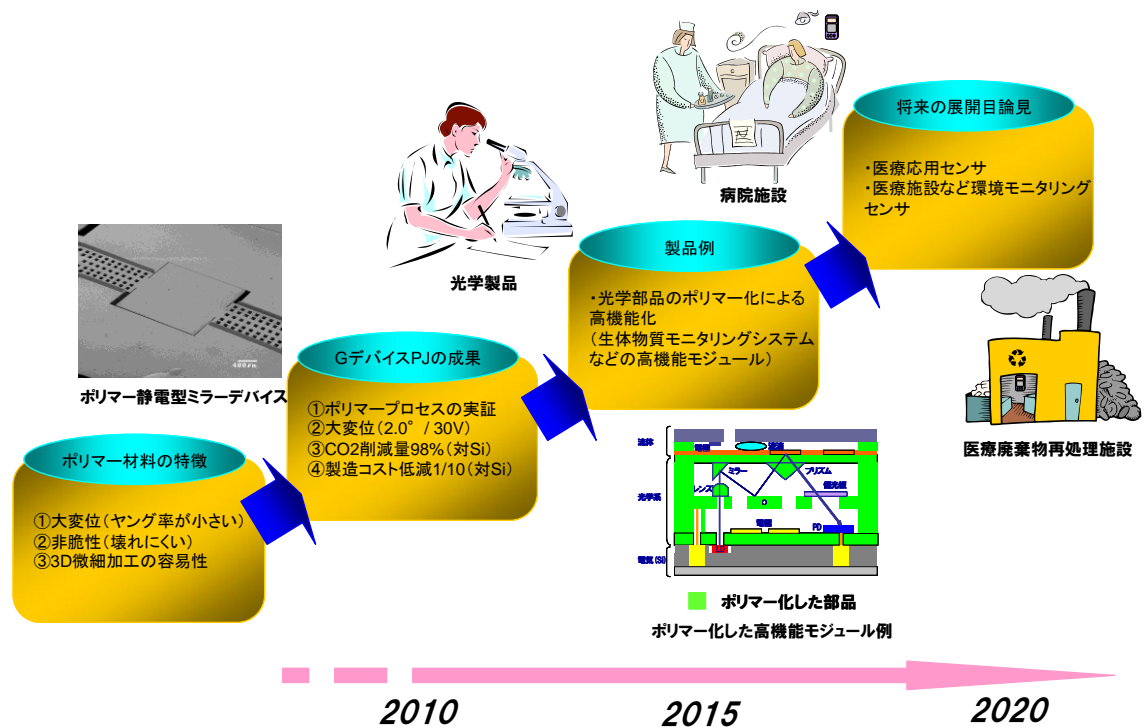 将来の展開目論見
・医療応用センサ
・医療施設など環境モニタリング
センサ
病院施設
製品例
・光学部品のポリマー化による
高機能化
(生体物質モニタリングシステム
などの高機能モジュール)
光学製品
GデバイスPJの成果
①ポリマープロセスの実証
②大変位(2.0°/30V)
③CO2削減量98%(対Si)
④製造コスト低減1/10(対Si)
ポリマー静電型ミラーデバイス
ポリマー材料の特徴
①大変位(ヤング率が小さい)
②非脆性(壊れにくい)
③3D微細加工の容易性
医療廃棄物再処理施設
流体
ミラー
プリズム
レンズ
偏光板
光学系
電極
PD
電気(Si)
ポリマー化した部品
ポリマー化した高機能モジュール例
2010
2015
2020